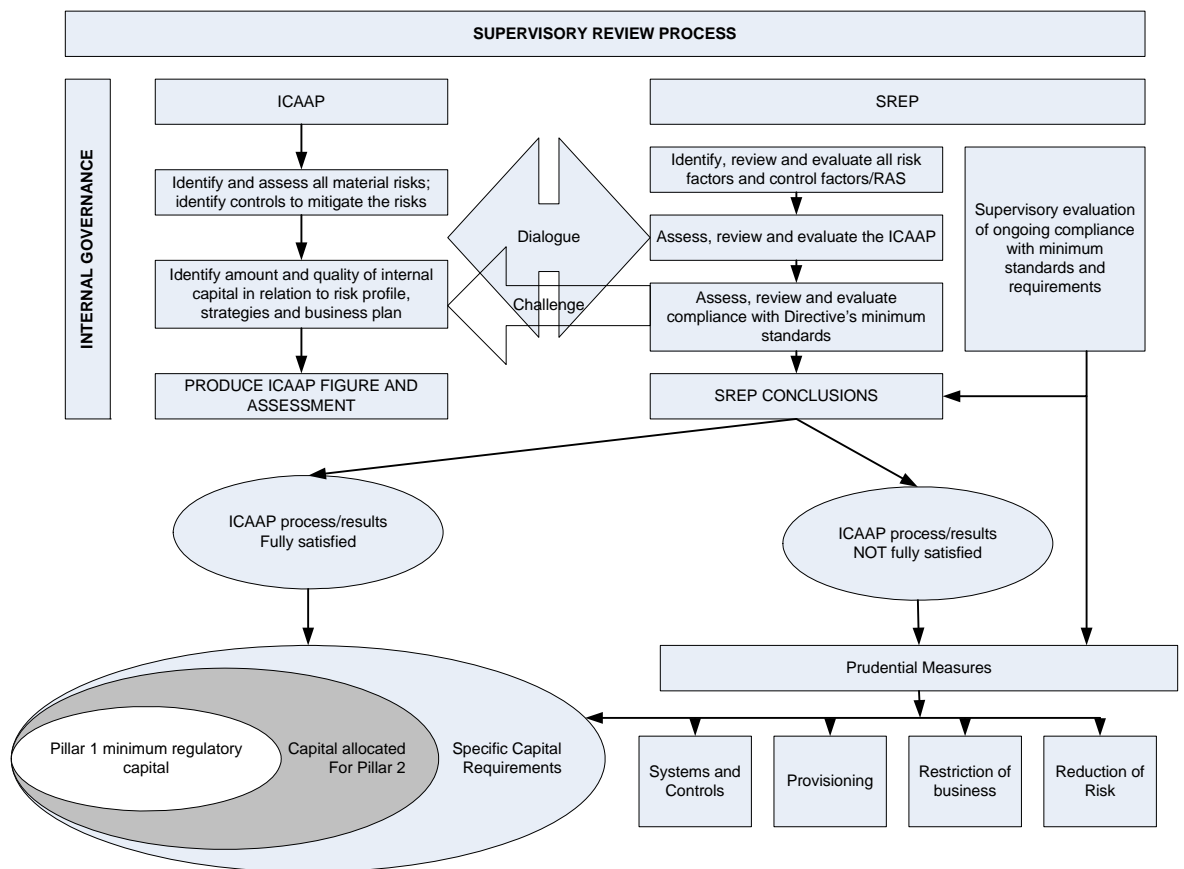 SUPERVISORY REVIEW PROCESS
INTERNAL GOVERNANCE
ICAAP
Identify and assess all material risks;
identify controls to mitigate the risks
Identify amount and quality of internal
capital in relation to risk profile,
strategies and business plan
PRODUCE ICAAP FIGURE AND
ASSESSMENT
Dialogue
Challenge
SREP
Identify, review and evaluate all risk
factors and control factors/RAS
Assess, review and evaluate the ICAAP
Assess, review and evaluate
compliance with Directive's minimum
standards
SREP CONCLUSIONS
Supervisory evaluation
of ongoing compliance
with minimum
standards and
requirements
ICAAP process/results
Fully satisfied
ICAAP process/results
NOT fully satisfied
Prudential Measures
Pillar 1 minimum regulatory
capital
Capital allocated
For Pillar 2
Specific Capital
Requirements
Systems and
Controls
Provisioning
Restriction of
business
Reduction of
Risk